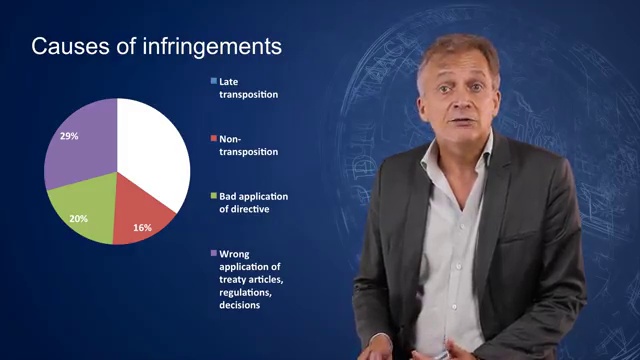 Causes of infringements
29%
20%
16%
Late
transposition
Non-
transposition
Bad application
of directive
Wrong
application of
treaty articles,
regulations,
decisions